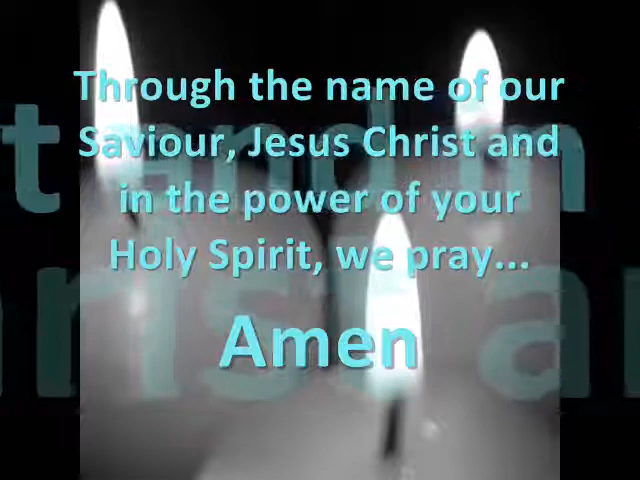 Through the name of our
Saviour, Jesus Christ and
in the power of your
Holy Spirit, we pray...
Amen